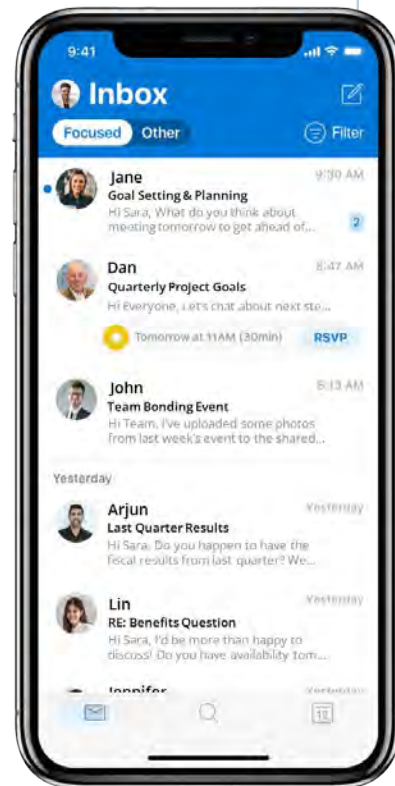 9:41
Inbox
Focused Other Filter
Jane 9:30 AM
Goal Setting & Planning
Hi Sara, What do you think about
meeting tomorrow to get ahead of... 2
Dan 8:47 AM
Quarterly Project Goals
Hi Everyone, Let's chat about next ste...
Tomorrow at 11AM (30min) RSVP
John 8:13 AM
Team Bonding Event
Hi Team, I've uploaded some photos
from last week's event to the shared...
Yesterday
Arjun Yesterday
Last Quarter Results
Hi Sara, Do you happen to have the
fiscal results from last quarter? We...
Lin Yesterday
RE: Benefits Question
Hi Sara, I'd be more than happy to
discuss! Do you have availability tom...
Jennifer Yesterday
12